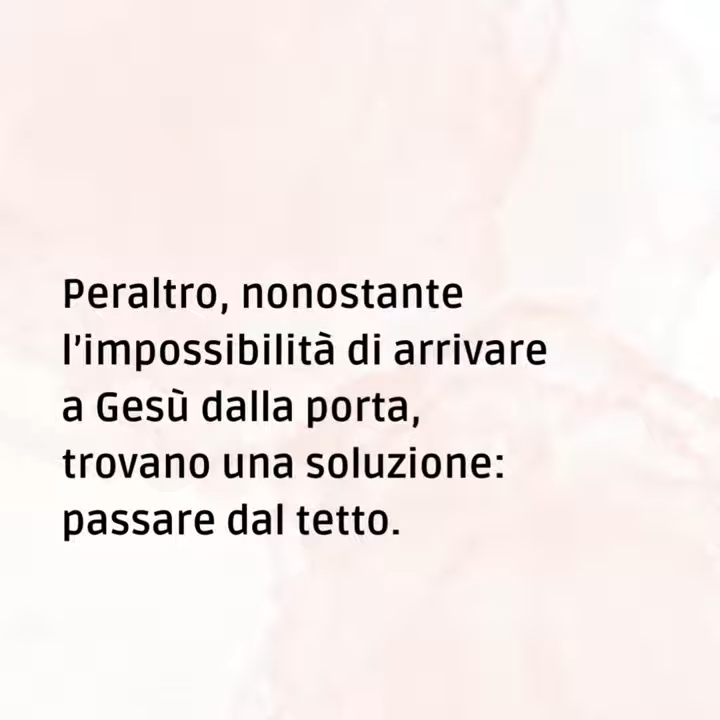 Peraltro, nonostante
l'impossibilità di arrivare
a Gesù dalla porta,
trovano una soluzione:
passare dal tetto.